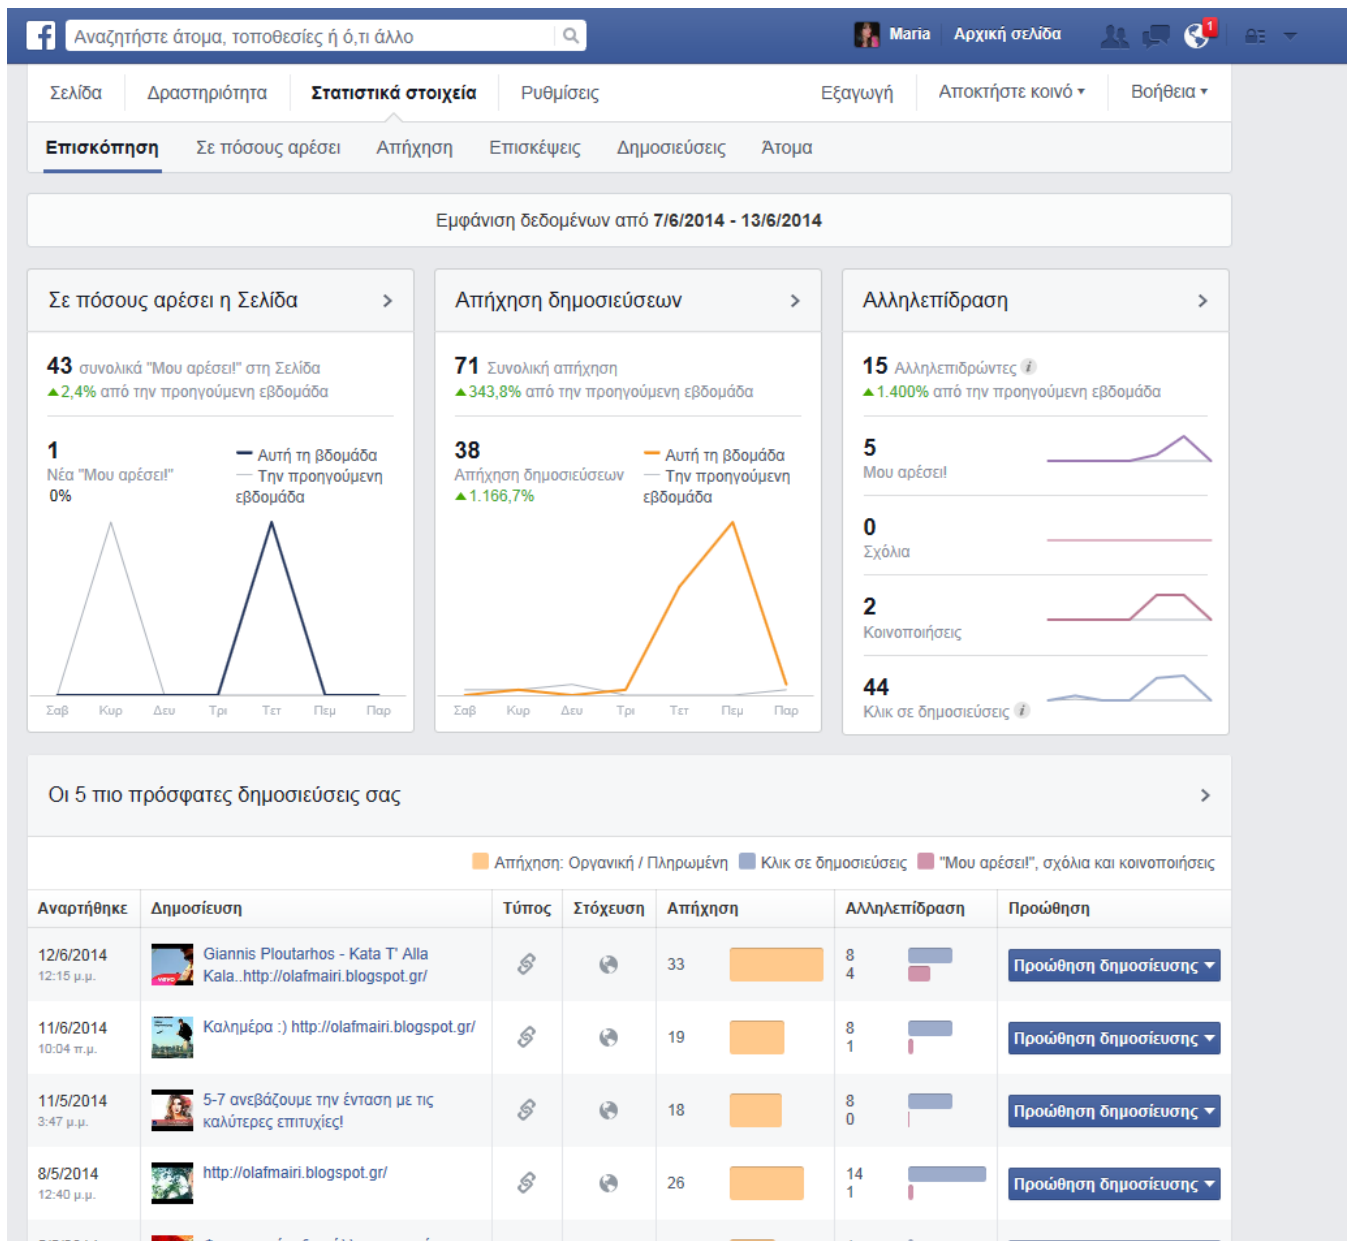 Αναζητήστε άτομα, τοποθεσίες ή ό,τι άλλο
Maria Αρχική σελίδα 1
Σελίδα Δραστηριότητα Στατιστικά στοιχεία Ρυθμίσεις Εξαγωγή Αποκτήστε κοινό Βοήθεια
Επισκόπηση Σε πόσους αρέσει Απήχηση Επισκέψεις Δημοσιεύσεις Άτομα
Εμφάνιση δεδομένων από 7/6/2014 - 13/6/2014
Σε πόσους αρέσει η Σελίδα
43 συνολικά "Μου αρέσει!" στη Σελίδα
2,4% από την προηγούμενη εβδομάδα
1
Νέα "Μου αρέσει!"
0%
Αυτή τη βδομάδα
Την προηγούμενη
εβδομάδα
Σαβ Κυρ Δευ Τρι Τετ Πεμ Παρ
Απήχηση δημοσιεύσεων
71 Συνολική απήχηση
343,8% από την προηγούμενη εβδομάδα
38
Απήχηση δημοσιεύσεων
1.166,7%
Αυτή τη βδομάδα
Την προηγούμενη
εβδομάδα
Σαβ Κυρ Δευ Τρι Τετ Πεμ Παρ
Αλληλεπίδραση
15 Αλληλεπιδρώντες i
1.400% από την προηγούμενη εβδομάδα
5
Μου αρέσει!
0
Σχόλια
2
Κοινοποιήσεις
44
Κλικ σε δημοσιεύσεις i
Οι 5 πιο πρόσφατες δημοσιεύσεις σας
Απήχηση: Οργανική / Πληρωμένη Κλικ σε δημοσιεύσεις "Μου αρέσει!", σχόλια και κοινοποιήσεις
Αναρτήθηκε Δημοσίευση Τύπος Στόχευση Απήχηση Αλληλεπίδραση Προώθηση
12/6/2014 Giannis Ploutarhos - Kata T' Alla 33 8 Προώθηση δημοσίευσης
12:15 μ.μ. Kala..http://olafmairi.blogspot.gr/ 4
11/6/2014 Καλημέρα :) http://olafmairi.blogspot.gr/ 19 8 Προώθηση δημοσίευσης
10:04 π.μ. 1
11/5/2014 5-7 ανεβάζουμε την ένταση με τις 18 8 Προώθηση δημοσίευσης
3:47 μ.μ. καλύτερες επιτυχίες! 0
8/5/2014 http://olafmairi.blogspot.gr/ 26 14 Προώθηση δημοσίευσης
12:40 μ.μ. 1